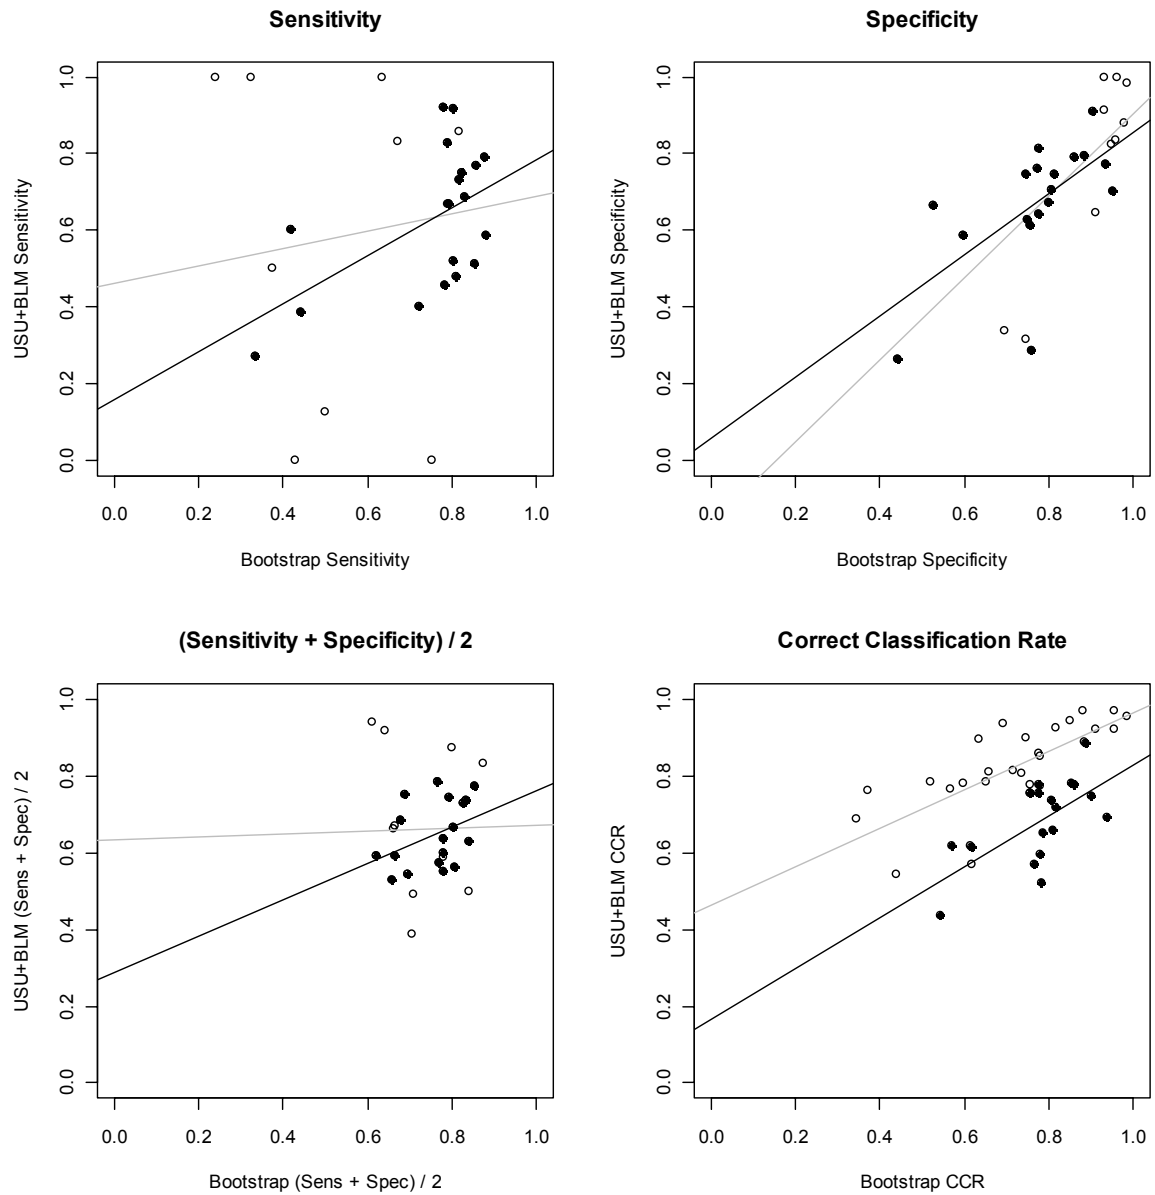 Sensitivity
USU+BLM Sensitivity
1.0
0.8
0.6
0.4
0.2
0.0
0.0 0.2 0.4 0.6 0.8 1.0
Bootstrap Sensitivity
Specificity
USU+BLM Specificity
1.0
0.8
0.6
0.4
0.2
0.0
0.0 0.2 0.4 0.6 0.8 1.0
Bootstrap Specificity
(Sensitivity + Specificity) / 2
USU+BLM (Sens + Spec) / 2
1.0
0.8
0.6
0.4
0.2
0.0
0.0 0.2 0.4 0.6 0.8 1.0
Bootstrap (Sens + Spec) / 2
Correct Classification Rate
USU+BLM CCR
1.0
0.8
0.6
0.4
0.2
0.0
0.0 0.2 0.4 0.6 0.8 1.0
Bootstrap CCR